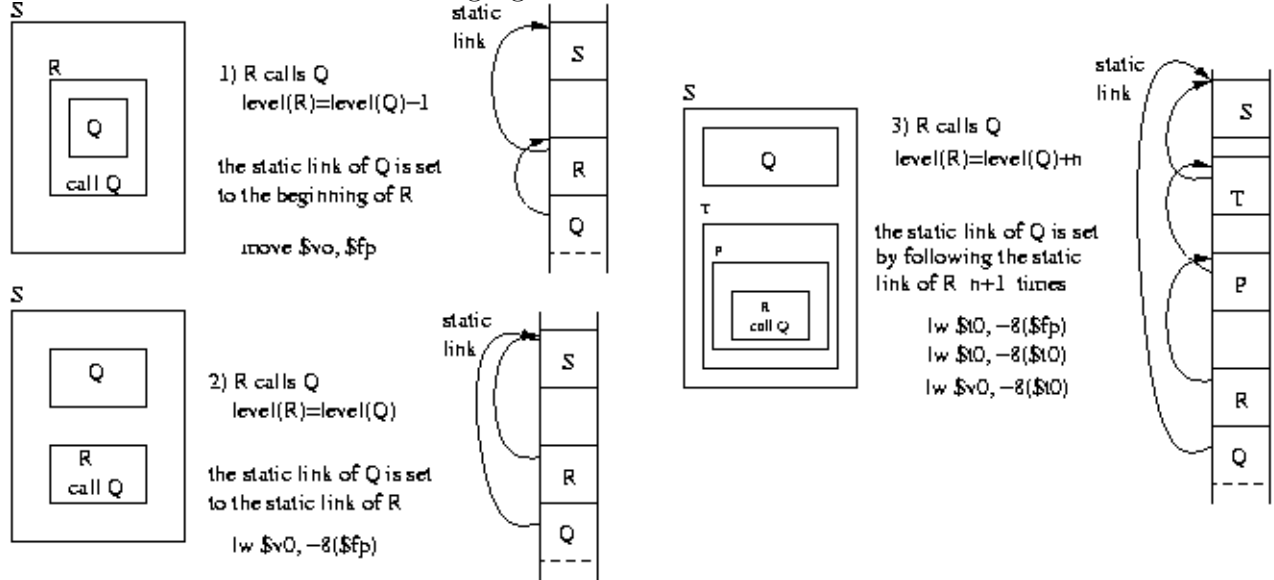 S
R
Q
call Q
1) R calls Q
level(R)=level(Q)−1
the static link of Q is set
to the beginning of R
move $vo, $fp
static
link
S
R
Q
S
Q
R
call Q
2) R calls Q
level(R)=level(Q)
the static link of Q is set
to the static link of R
lw $v0, −8($fp)
static
link
S
R
Q
S
Q
T
P
R
call Q
3) R calls Q
level(R)=level(Q)+n
the static link of Q is set
by following the static
link of R n+1 times
lw $t0, −8($fp)
lw $t0, −8($t0)
lw $v0, −8($t0)
static
link
S
T
P
R
Q